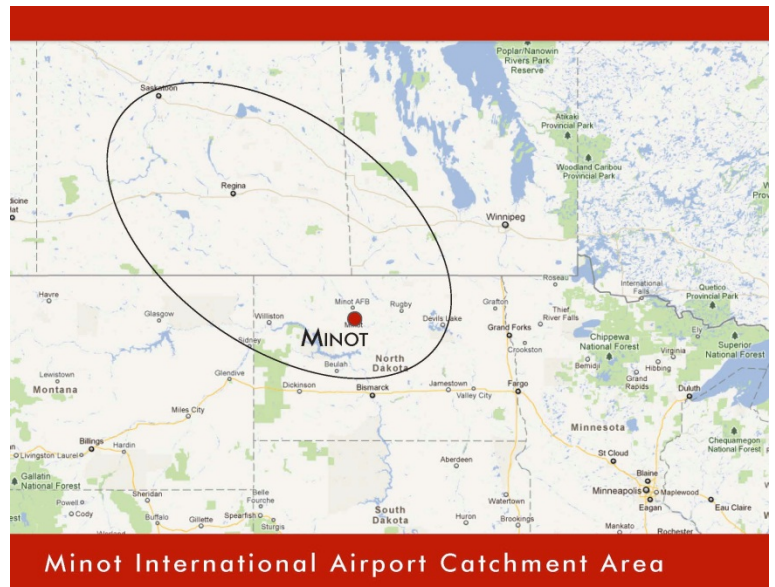 Poplar/Nanowin
Rivers Park
Reserve
Saskatoon
Atikaki
Provincial Park
Woodland Caribou
Provincial Park
Regina
Winnipeg
Roseau
International
Falls
Quetico
Provincial Park
Havre
Glasgow
Williston
Minot AFB
Rugby
Devils Lake
Grafton
Thief
River Falls
Grand Forks
Crookston
Chippewa
National Forest
Ely
Superior
National Forest
Sidney
MINOT
North
Dakota
Beulah
Bemidji
Virginia
Hibbing
Grand
Rapids
Lewistown
Montana
Glendive
Dickinson
Bismarck
Jamestown
Valley City
Fargo
Duluth
Miles City
Minnesota
Billings
Hardin
Livingston
Laurel
Chequamegon
National Forest
Gallatin
National Forest
Aberdeen
St Cloud
Blaine
Minneapolis
Maplewood
Eagan
Eau Claire
Sheridan
Powell
Cody
Buffalo
Gillette
Belle
Fourche
Spearfish
Sturgis
South
Dakota
Huron
Watertown
Brookings
Mankato
Rochester
Minot International Airport Catchment Area